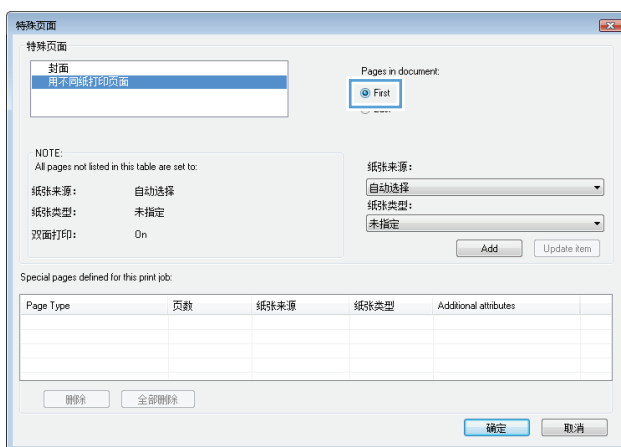 特殊页面
特殊页面
封面
用不同纸打印页面
Pages in document:
First
NOTE:
All pages not listed in this table are set to:
纸张来源: 自动选择
纸张类型: 未指定
双面打印: On
纸张来源:
自动选择
纸张类型:
未指定
Add Update item
Special pages defined for this print job:
Page Type 页数 纸张来源 纸张类型 Additional attributes
删除 全部删除
确定 取消